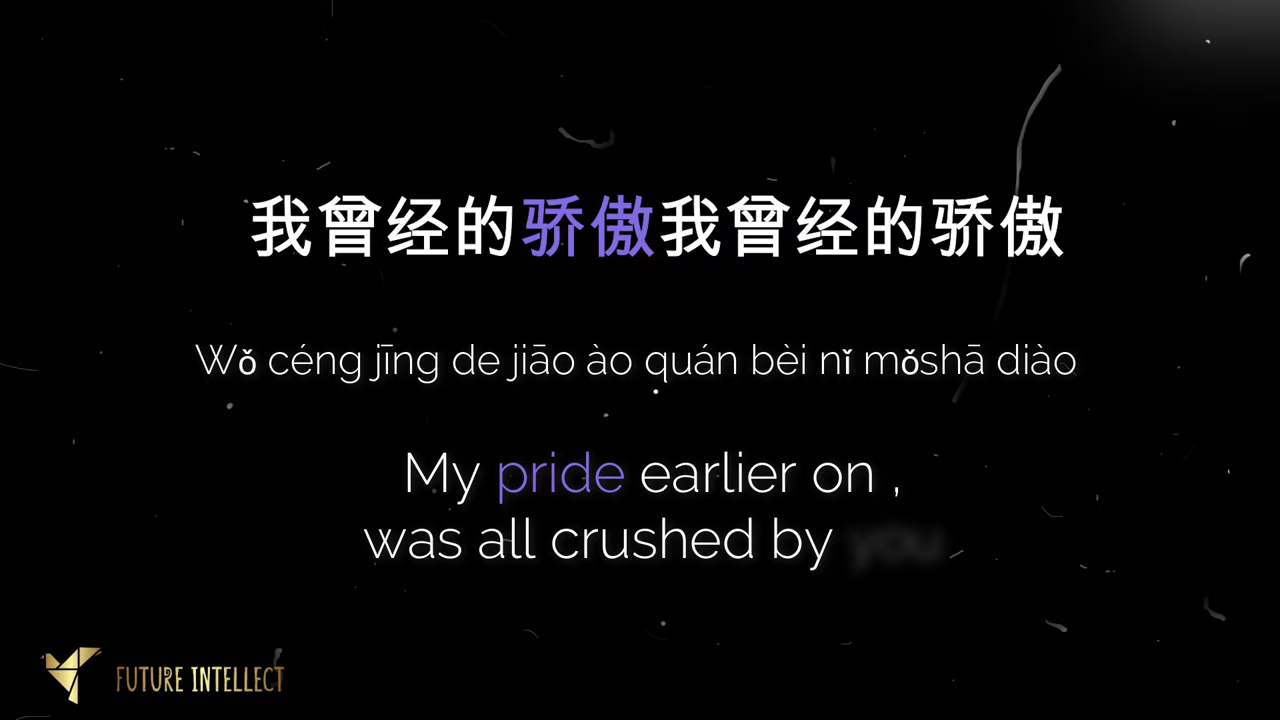 我曾经的骄傲我曾经的骄傲
Wǒ céng jīng de jiāo ào quán bèi nǐ mǒshā diào
My pride earlier on ,
was all crushed by you
FUTURE INTELLECT